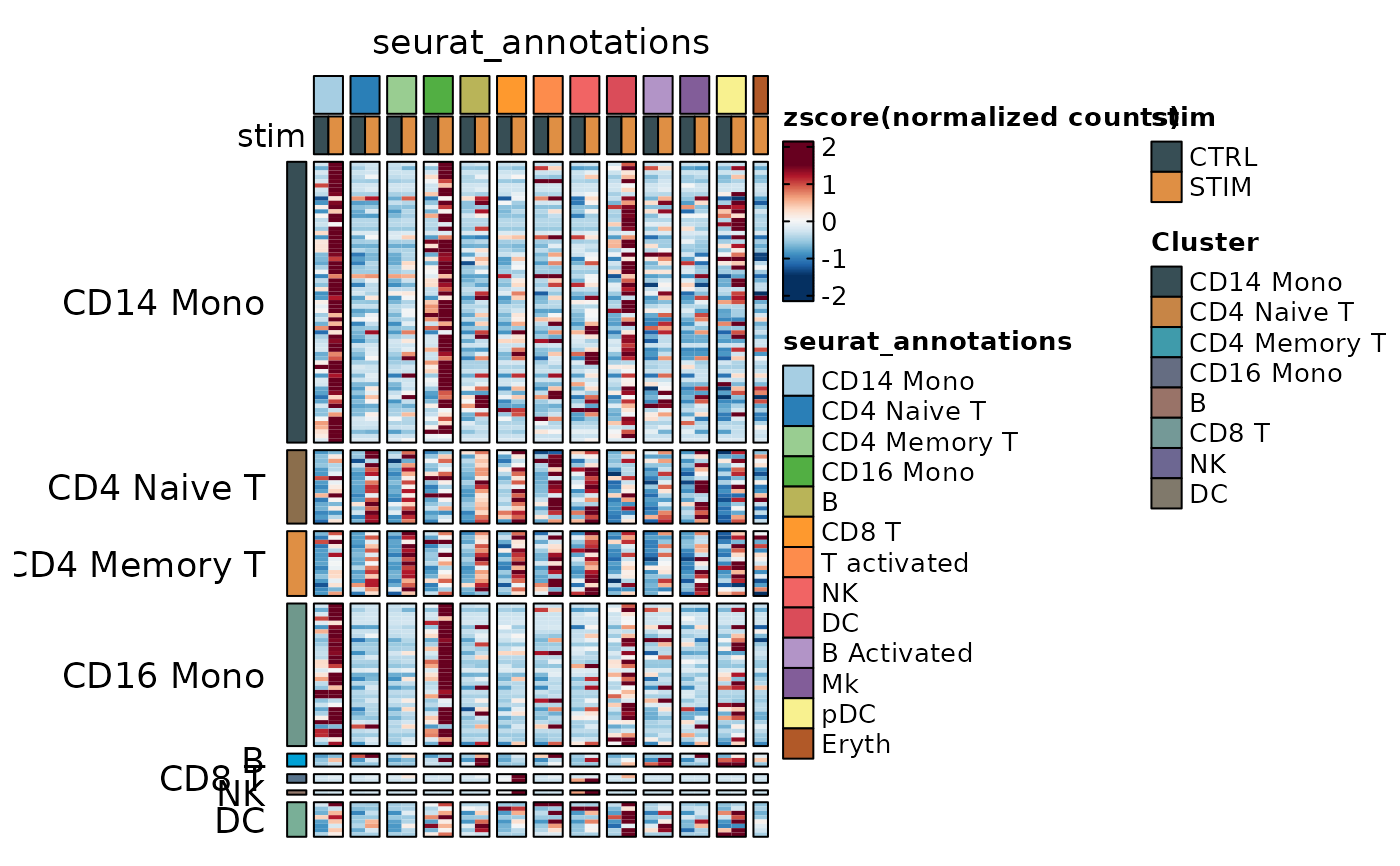 seurat_annotations
stim
CD14 Mono
CD4 Naive T
CD4 Memory T
CD16 Mono
B
CD8 T
NK
DC
zscore(normalized counts)
2
1
0
-1
-2
seurat_annotations
CD14 Mono
CD4 Naive T
CD4 Memory T
CD16 Mono
B
CD8 T
T activated
NK
DC
B Activated
Mk
pDC
Eryth
stim
CTRL
STIM
Cluster
CD14 Mono
CD4 Naive T
CD4 Memory T
CD16 Mono
B
CD8 T
NK
DC